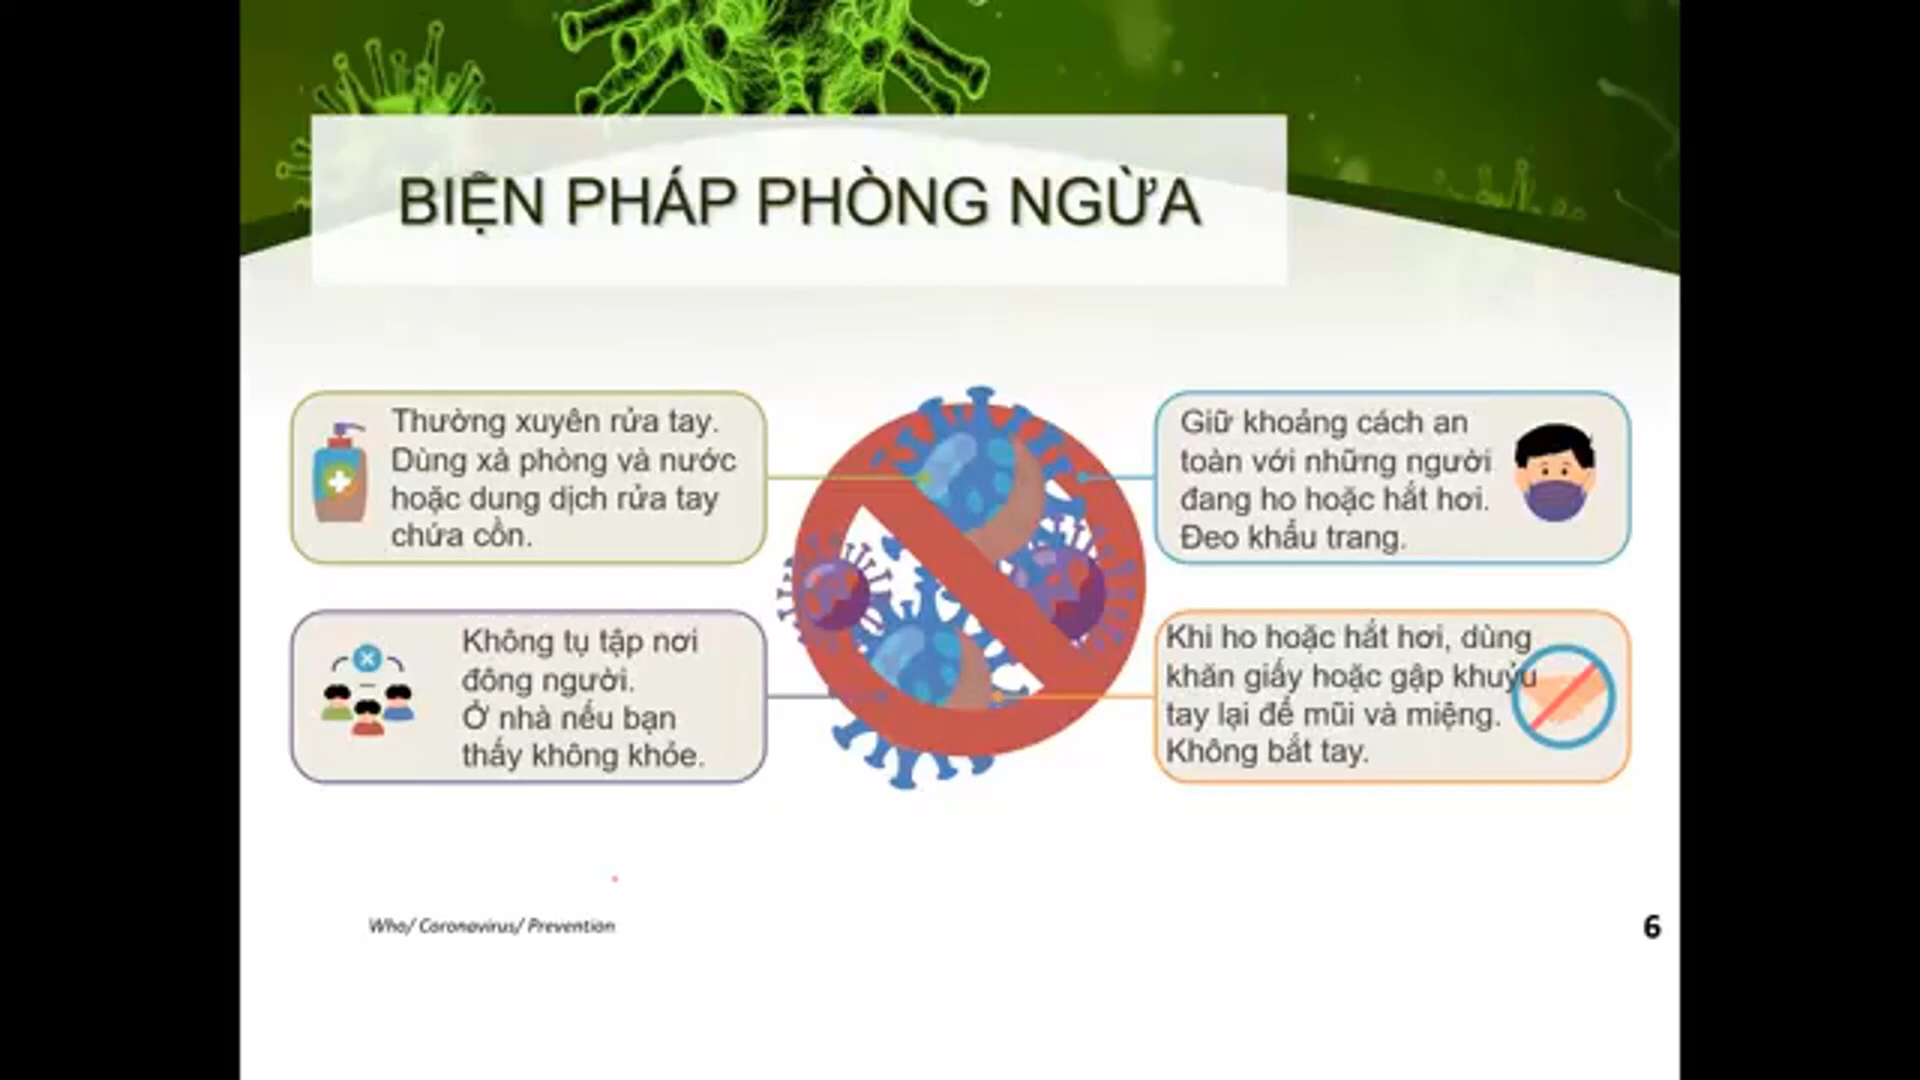 BIỆN PHÁP PHÒNG NGỪA
Thường xuyên rửa tay.
Dùng xà phòng và nước
hoặc dung dịch rửa tay
chứa cồn.
Giữ khoảng cách an
toàn với những người
đang ho hoặc hắt hơi.
Đeo khẩu trang.
Không tụ tập nơi
đông người.
Ở nhà nếu bạn
thấy không khỏe.
Khi ho hoặc hắt hơi, dùng
khăn giấy hoặc gập khuỷu
tay lại để mũi và miệng.
Không bắt tay.
Who/ Coronavirus/ Prevention
6